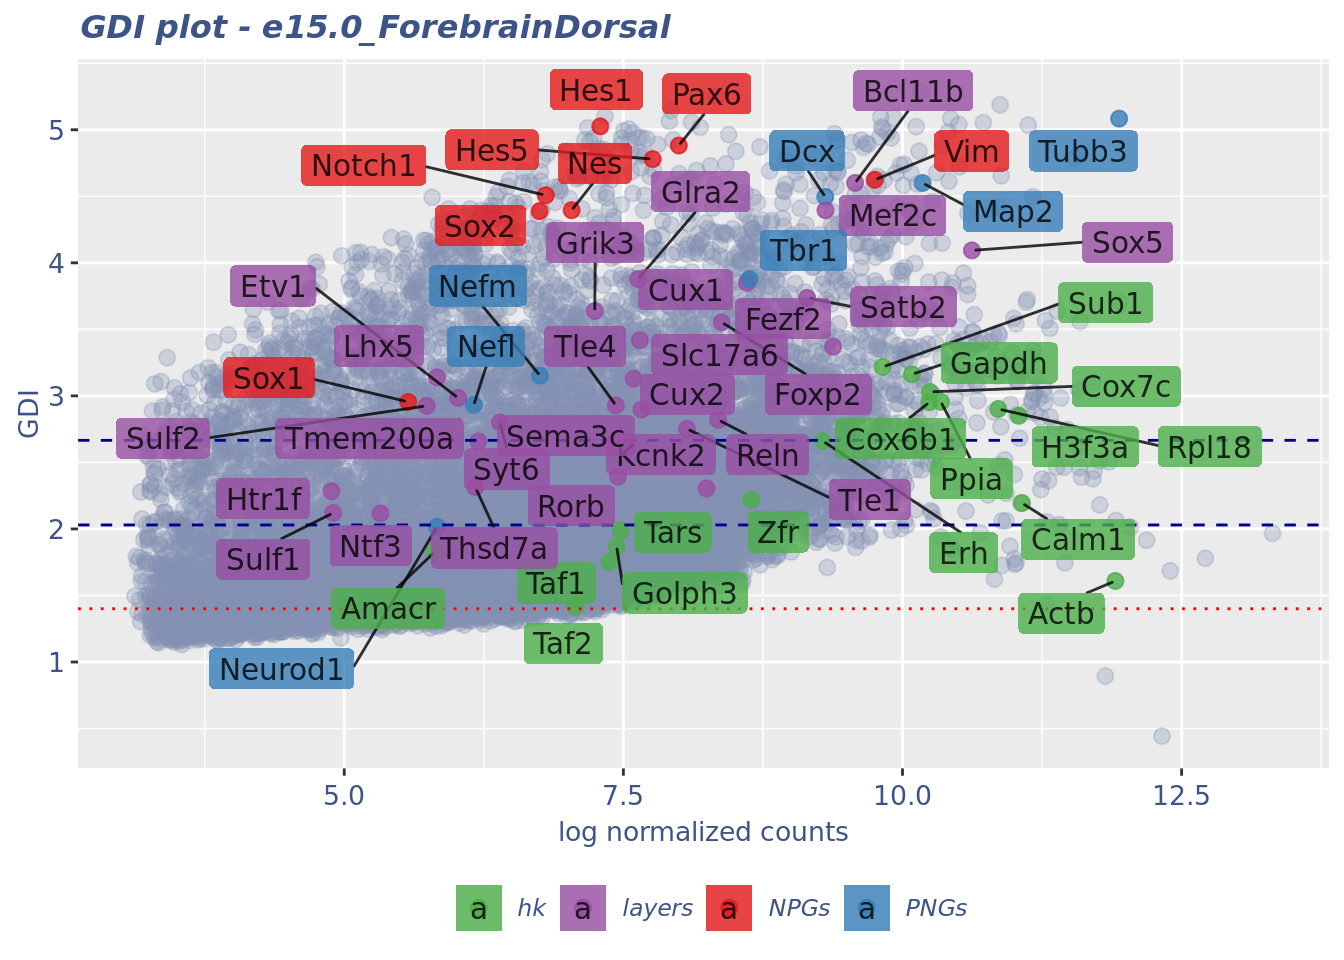 GDI plot - e15.0_ForebrainDorsal
Hes1
Pax6
Bcl11b
Notch1
Hes5
Nes
Dcx
Vim
Tubb3
Glra2
Sox2
Grik3
Mef2c
Map2
Tbr1
Sox5
Etv1
Nefm
Cux1
Fezf2
Satb2
Sub1
Lhx5
Nefl
Tle4
Slc17a6
Gapdh
Sox1
Cux2
Foxp2
Cox7c
Sulf2
Tmem200a
Sema3c
Kcnk2
Reln
Cox6b1
H3f3a
Rpl18
Syt6
Ppia
Htr1f
Rorb
Tle1
Sulf1
Ntf3
Thsd7a
Tars
Zfr
Erh
Calm1
Amacr
Taf1
Golph3
Actb
Taf2
Neurod1
GDI
5
4
3
2
1
5.0
7.5
10.0
12.5
log normalized counts
a hk a layers a NPGs a PNGs